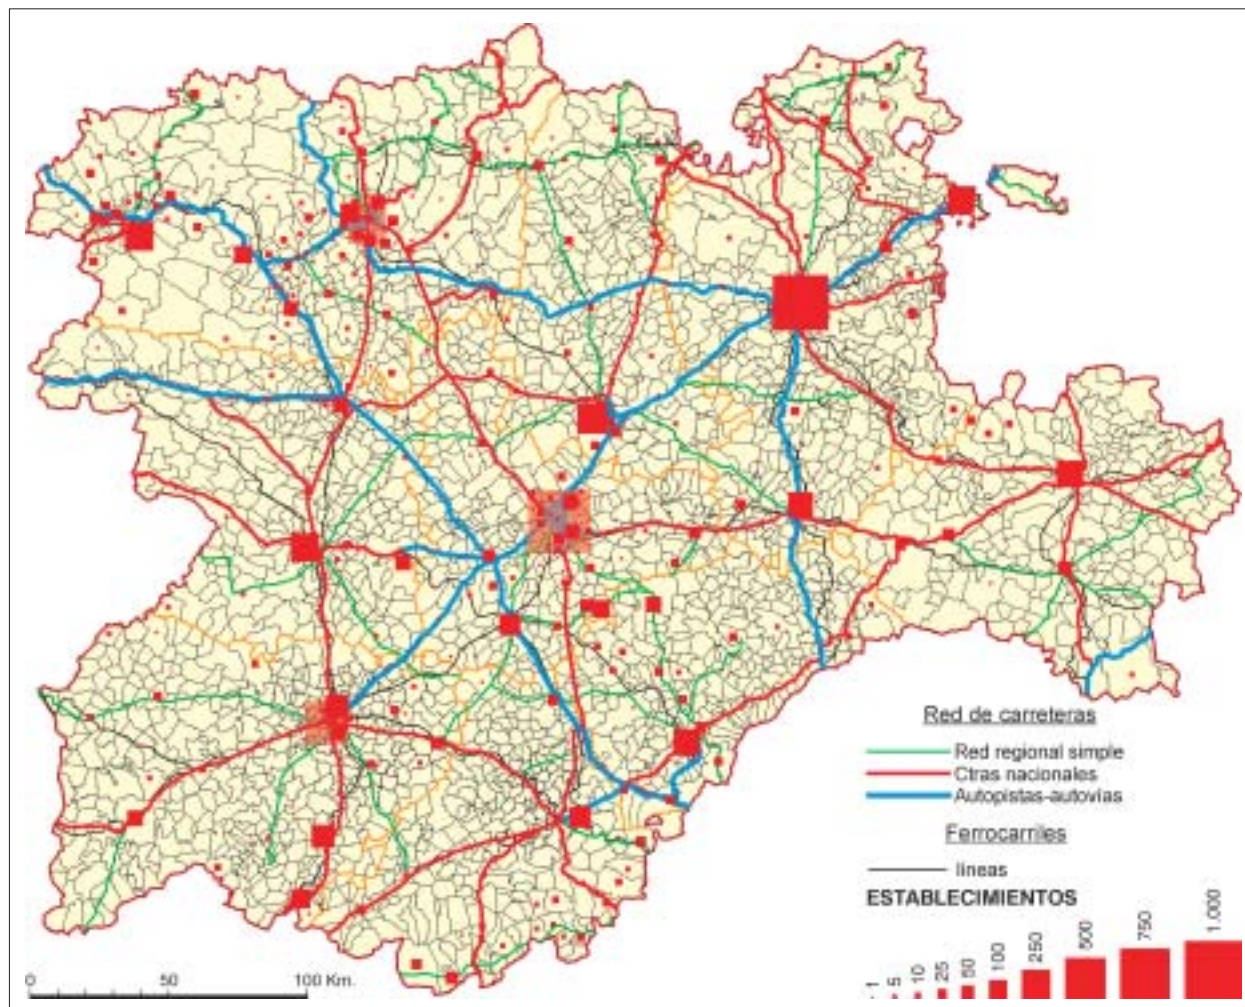 Red de carreteras
Red regional simple
Ctras nacionales
Autopistas-autovías
Ferrocarriles
líneas
ESTABLECIMIENTOS
1
5
10
25
50
100
250
500
750
1.000
0 50 100 Km.